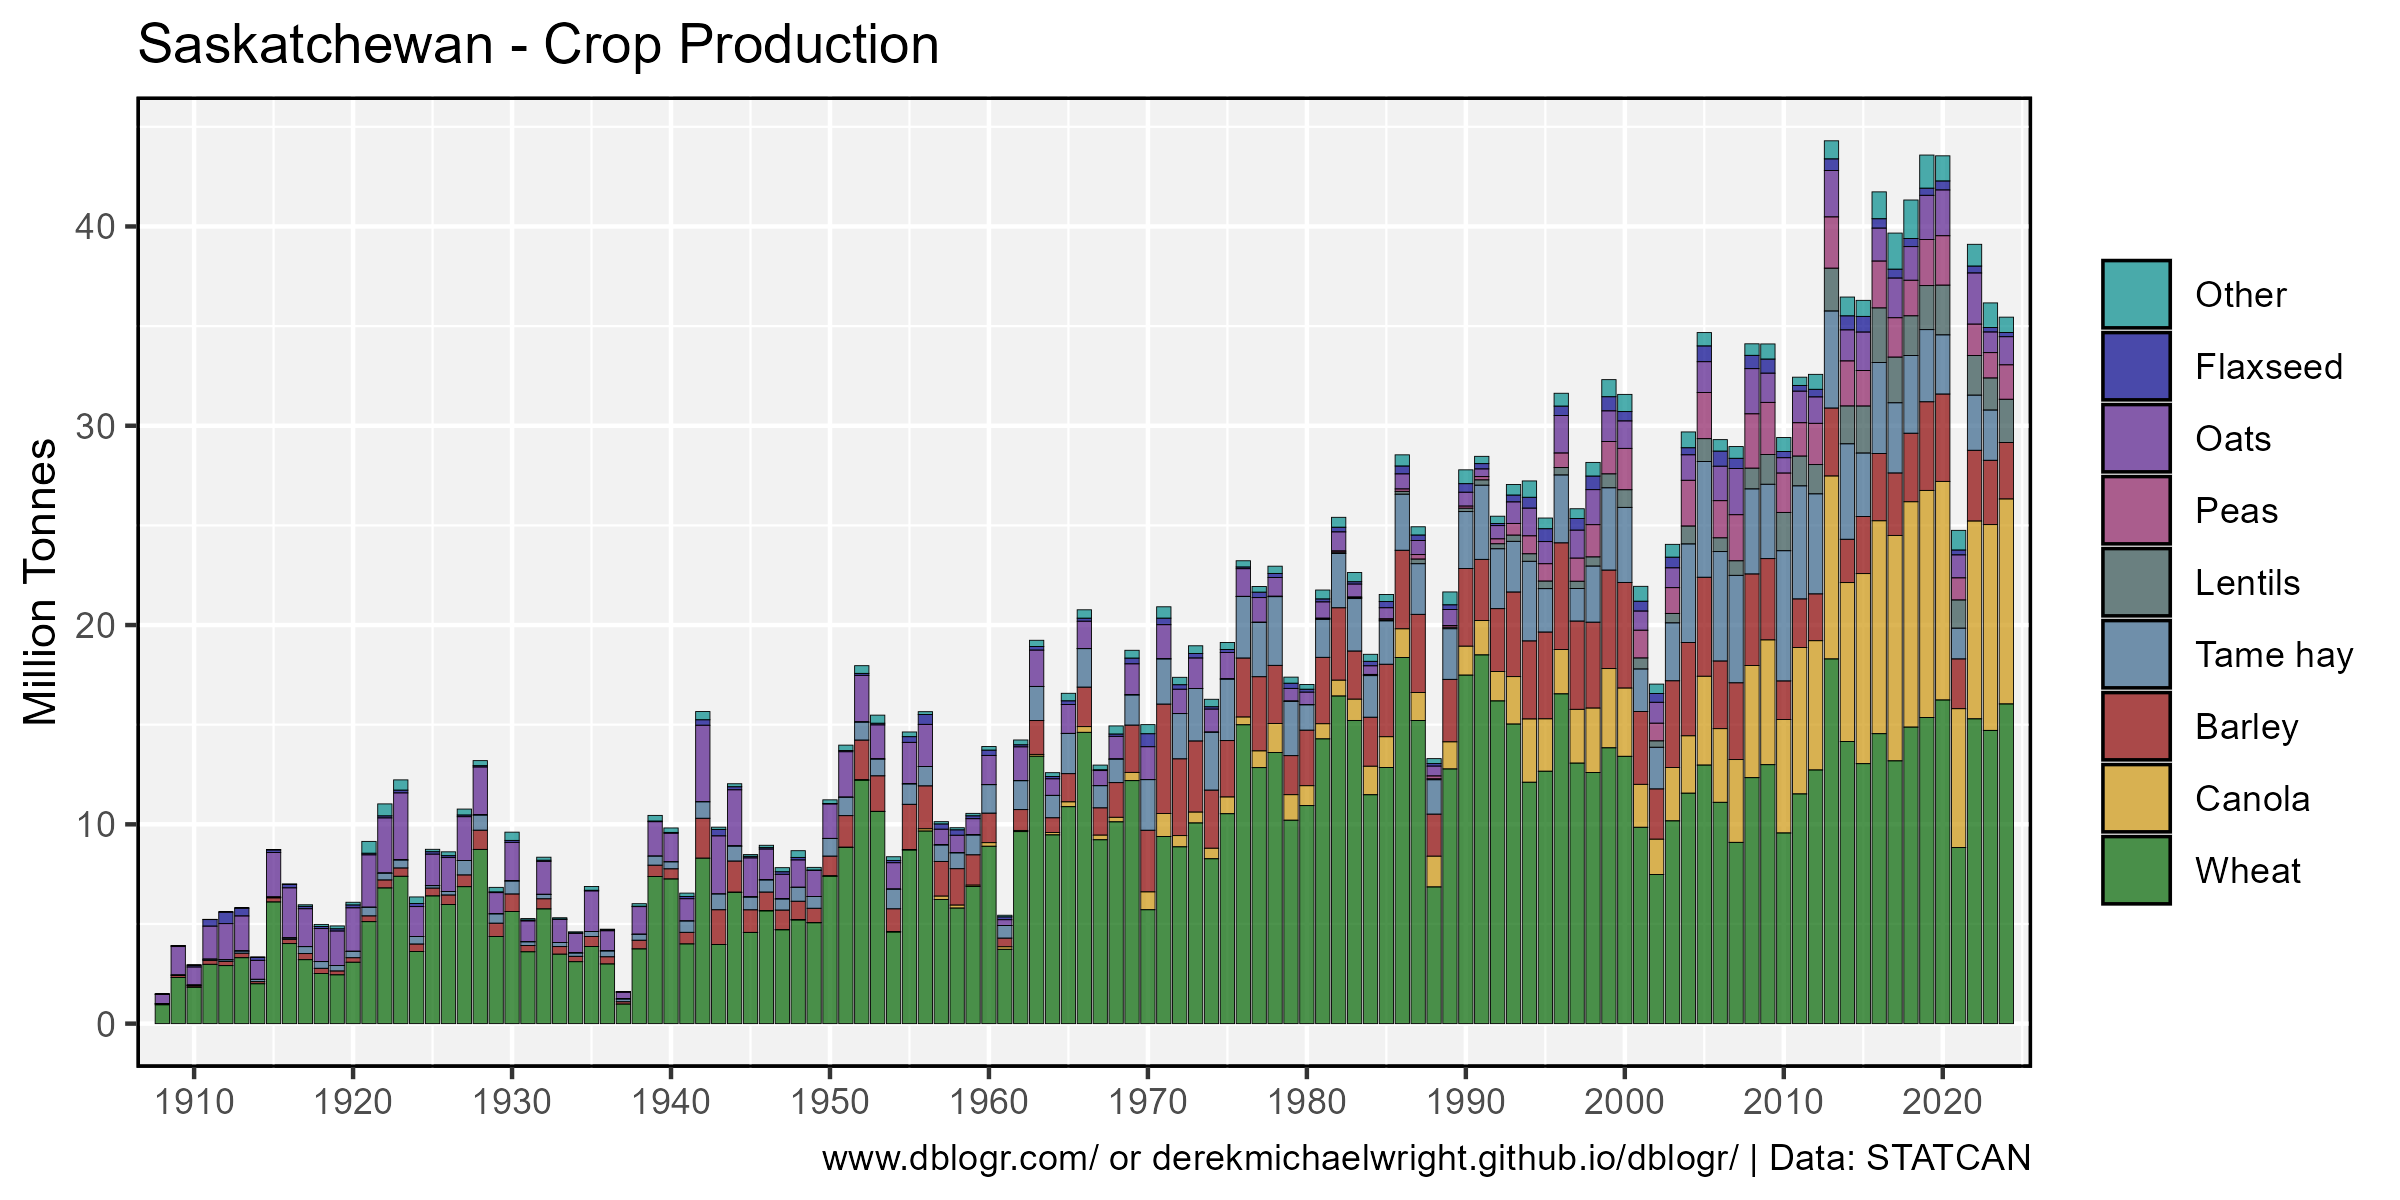 Saskatchewan - Crop Production
Million Tonnes
40
30
20
10
0
1910 1920 1930 1940 1950 1960 1970 1980 1990 2000 2010 2020
Other
Flaxseed
Oats
Peas
Lentils
Tame hay
Barley
Canola
Wheat
www.dblogr.com/ or derekmichaelwright.github.io/dblogr/ | Data: STATCAN